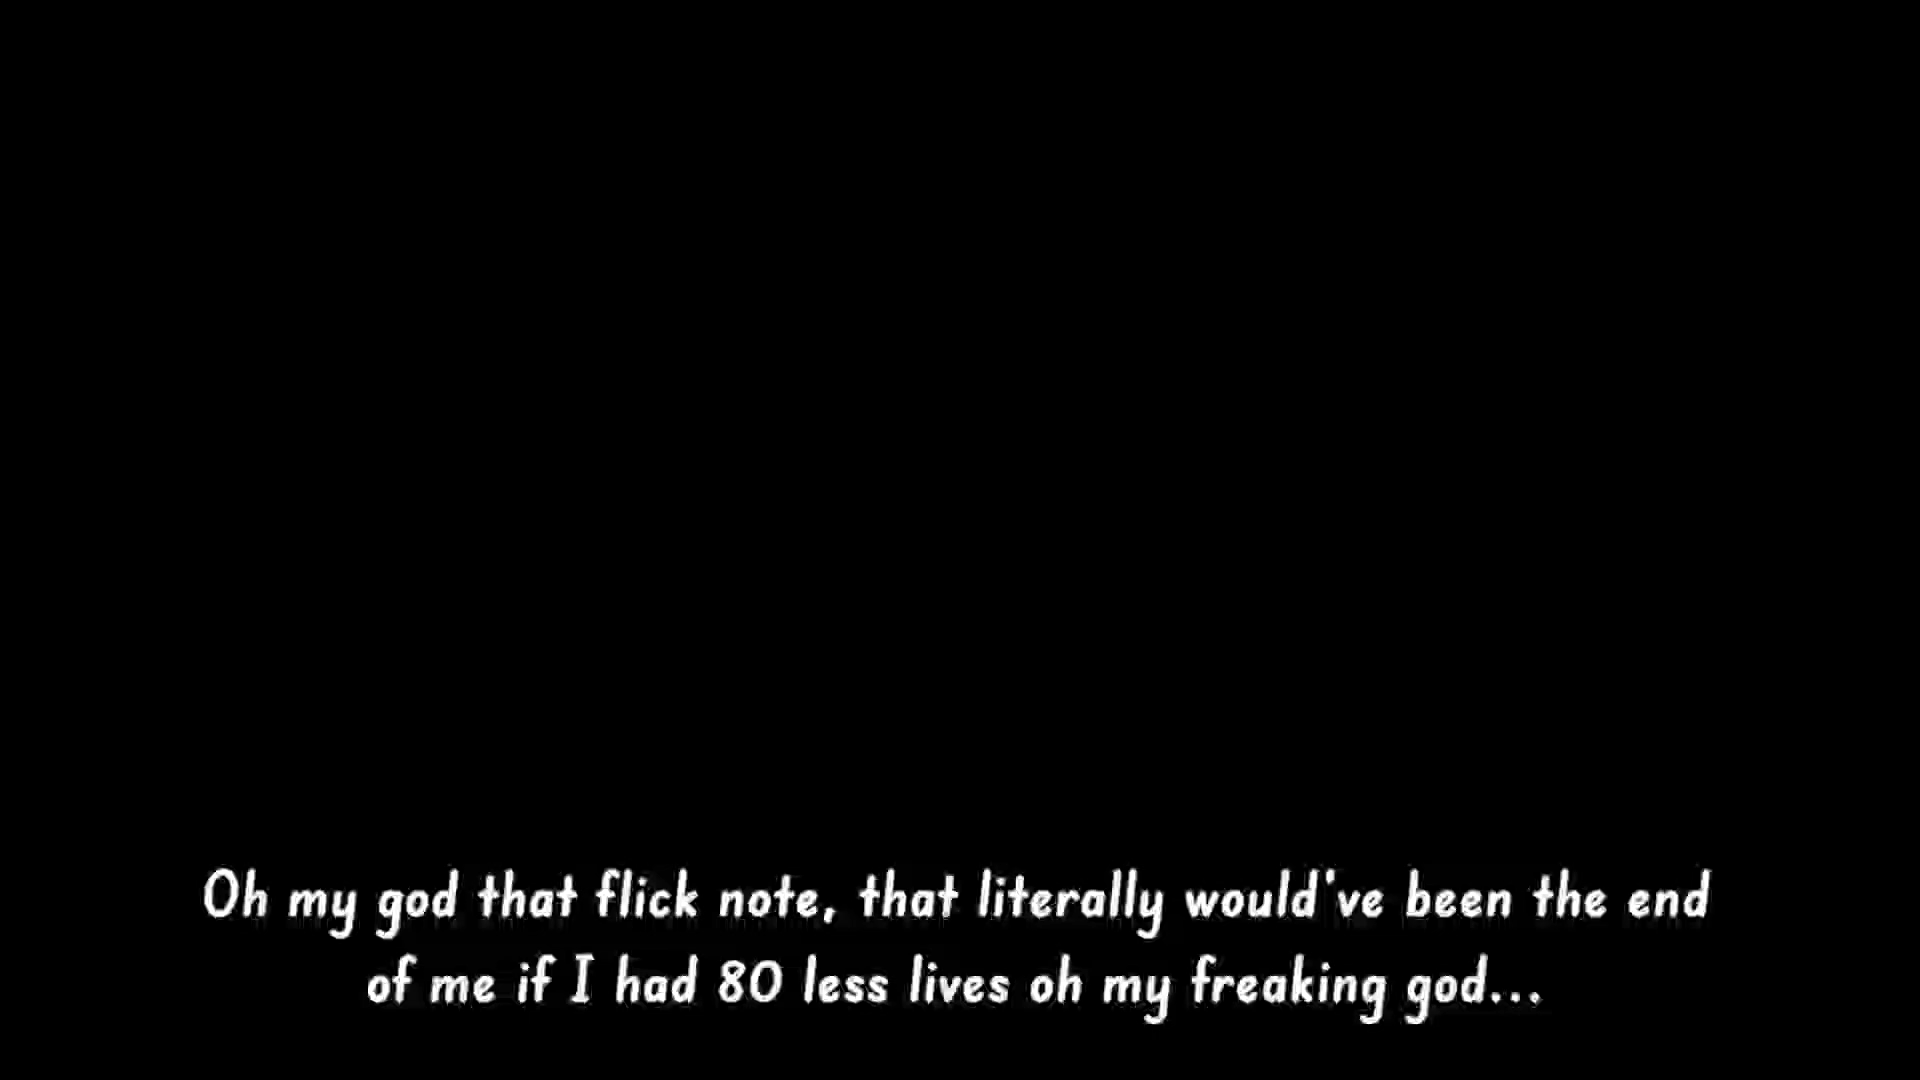 Oh my god that flick note, that literally would've been the end
of me if I had 80 less lives oh my freaking god...